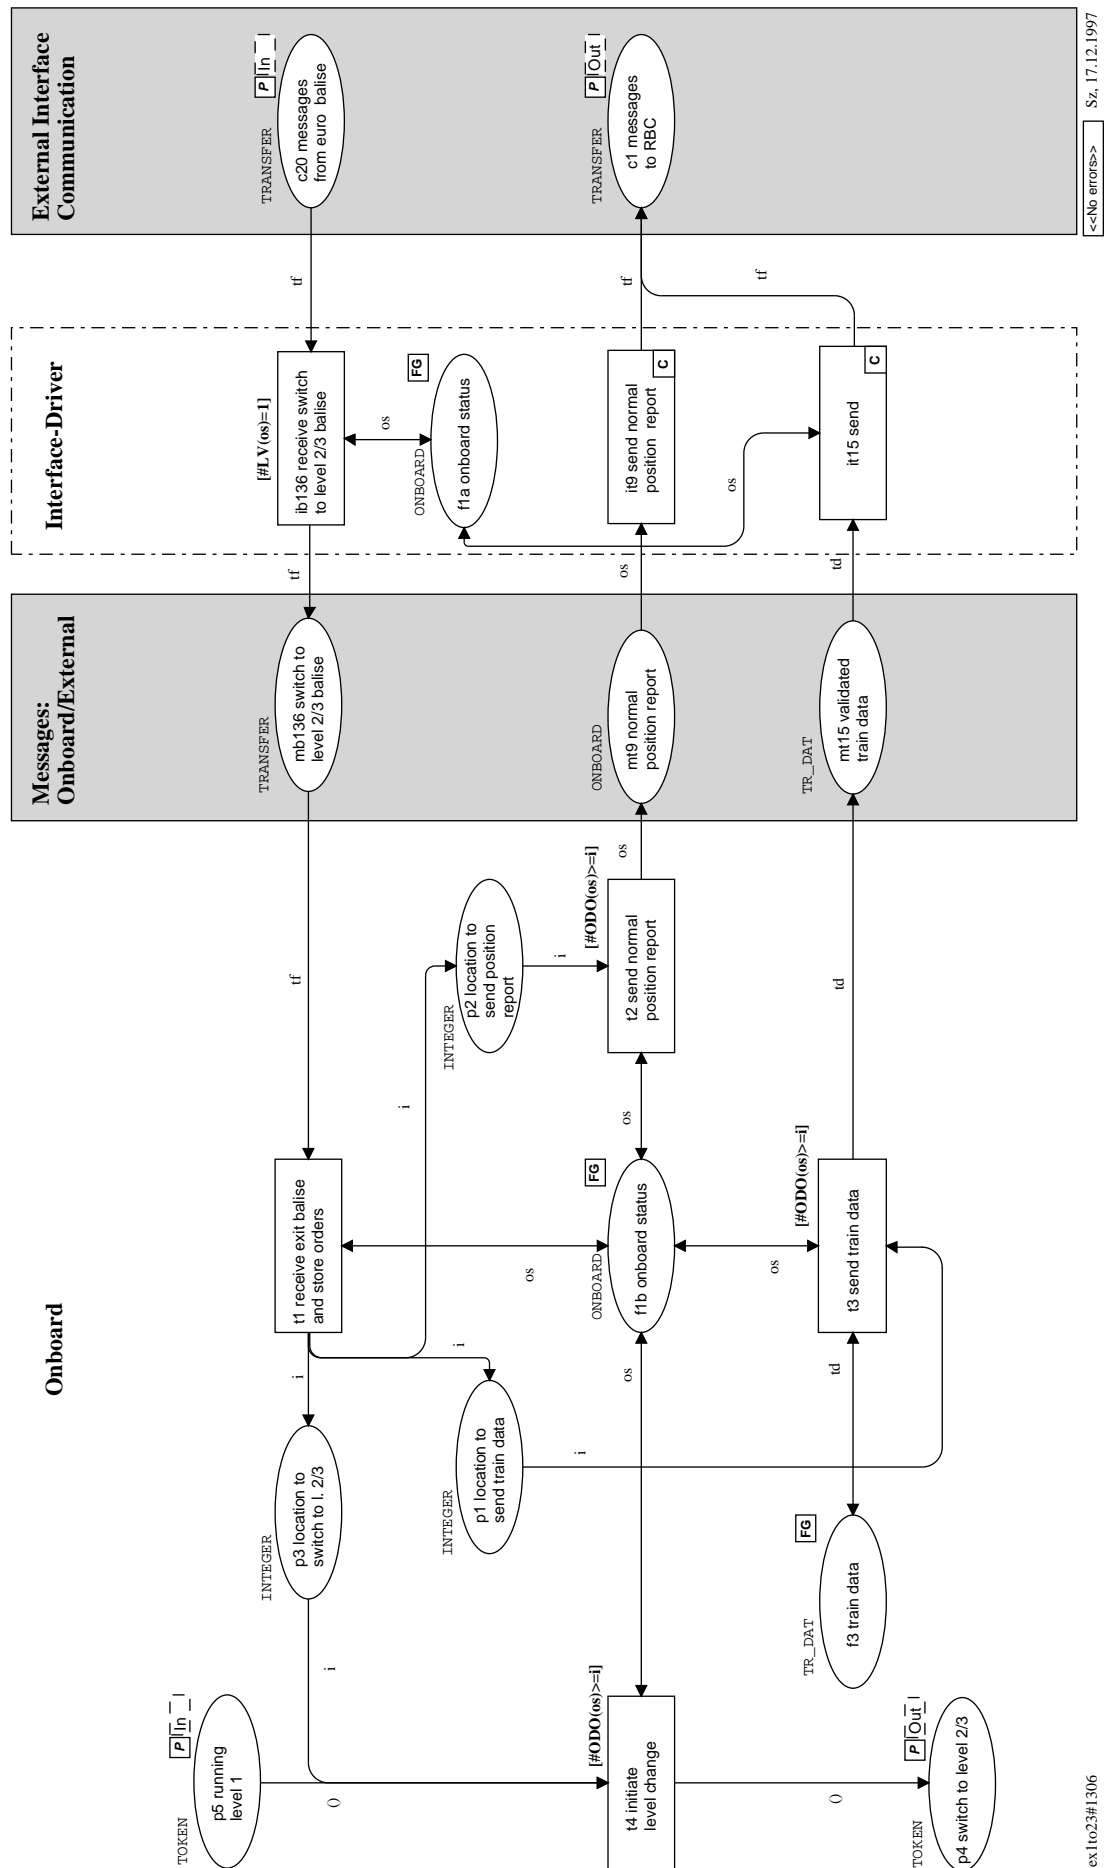 Onboard
Messages:
Onboard/External
Interface-Driver
External Interface
Communication
TOKEN
p5 running
level 1
P In
()
i
INTEGER
p3 location to
switch to l. 2/3
i
t1 receive exit balise
and store orders
tf
TRANSFER
mb136 switch to
level 2/3 balise
tf
[#LV(os)=1]
ib136 receive switch
to level 2/3 balise
tf
TRANSFER
c20 messages
from euro balise
P In
INTEGER
p1 location to
send train data
i
i
i
INTEGER
p2 location to
send position
report
i
os
ONBOARD
f1a onboard status
FG
os
os
[#ODO(os)>=i]
t4 initiate
level change
os
ONBOARD
f1b onboard status
FG
os
[#ODO(os)>=i]
t2 send normal
position report
os
ONBOARD
mt9 normal
position report
os
it9 send normal
position report
C
tf
TRANSFER
c1 messages
to RBC
P Out
()
TR_DAT
f3 train data
FG
td
os
[#ODO(os)>=i]
t3 send train data
td
TR_DAT
mt15 validated
train data
td
it15 send
C
tf
TOKEN
p4 switch to level 2/3
P Out
ex1to23#1306
<<No errors>>
Sz, 17.12.1997